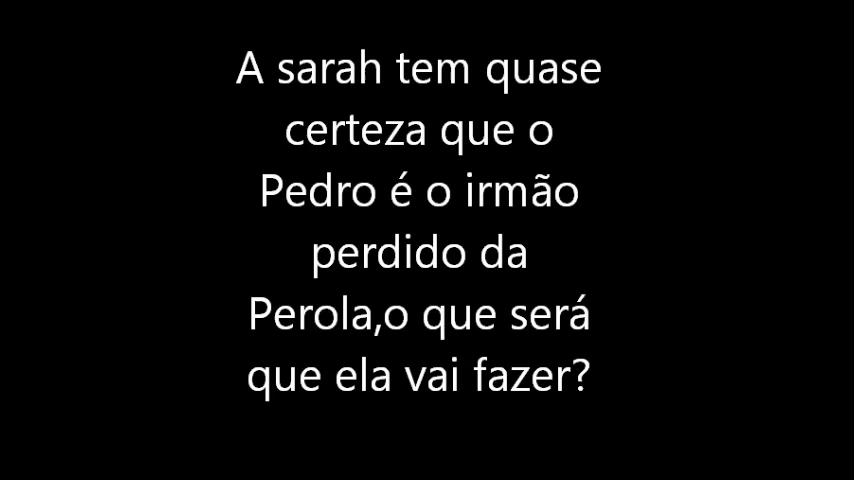 A sarah tem quase
certeza que o
Pedro é o irmão
perdido da
Perola,o que será
que ela vai fazer?